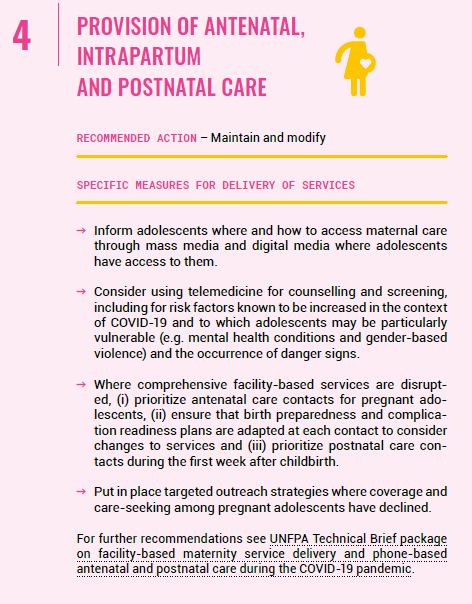 4
PROVISION OF ANTENATAL,
INTRAPARTUM
AND POSTNATAL CARE
RECOMMENDED ACTION – Maintain and modify
SPECIFIC MEASURES FOR DELIVERY OF SERVICES
→ Inform adolescents where and how to access maternal care
through mass media and digital media where adolescents
have access to them.
→ Consider using telemedicine for counselling and screening,
including for risk factors known to be increased in the context
of COVID-19 and to which adolescents may be particularly
vulnerable (e.g. mental health conditions and gender-based
violence) and the occurrence of danger signs.
→ Where comprehensive facility-based services are disrupt-
ed, (i) prioritize antenatal care contacts for pregnant ado-
lescents, (ii) ensure that birth preparedness and complica-
tion readiness plans are adapted at each contact to consider
changes to services and (iii) prioritize postnatal care con-
tacts during the first week after childbirth.
→ Put in place targeted outreach strategies where coverage and
care-seeking among pregnant adolescents have declined.
For further recommendations see UNFPA Technical Brief package
on facility-based maternity service delivery and phone-based
antenatal and postnatal care during the COVID-19 pandemic.